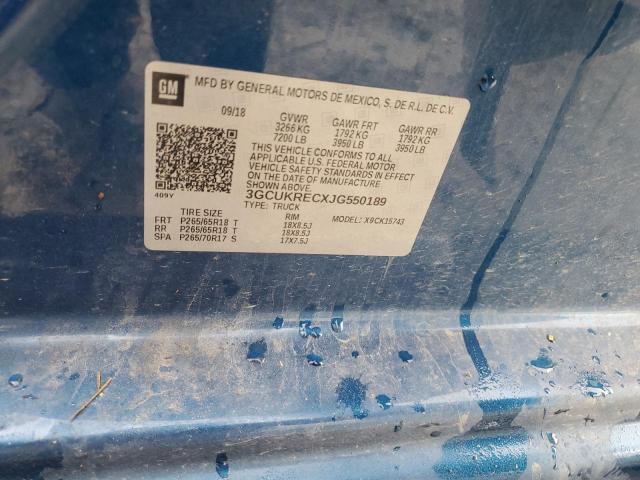 GM
MFD BY GENERAL MOTORS DE MEXICO, S. DE R.L. DE C.V.
09/18 GVWR GAWR FRT GAWR RR
3266 KG 1792 KG 1792 KG
7200 LB 3950 LB 3950 LB
THIS VEHICLE CONFORMS TO ALL
APPLICABLE U.S. FEDERAL MOTOR
VEHICLE SAFETY STANDARDS IN EFFECT
ON THE DATE OF MANUFACTURE
SHOWN ABOVE.
409Y 3GCUKRECXJG550189
TYPE: TRUCK MODEL: X9CK15743
TIRE SIZE RIM
FRT P265/65R18 T 18X8.5J
RR P265/65R18 T 18X8.5J
SPA P265/70R17 S 17X7.5J